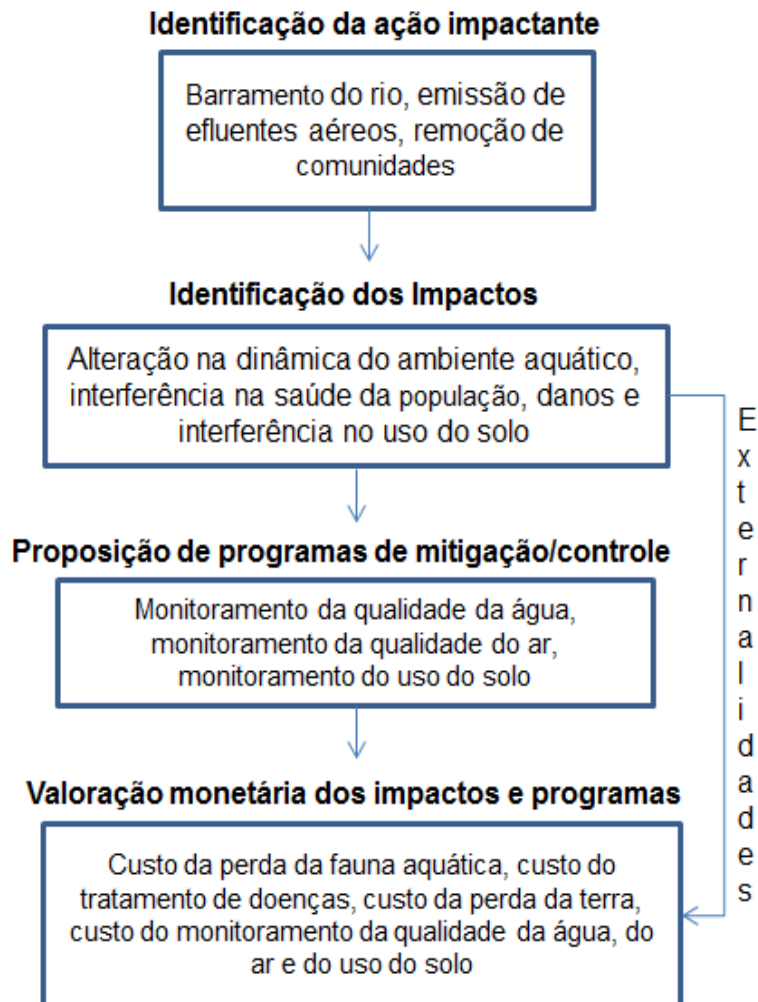 Identificação da ação impactante
Barramento do rio, emissão de
efluentes aéreos, remoção de
comunidades
Identificação dos Impactos
Alteração na dinâmica do ambiente aquático,
interferência na saúde da população, danos e
interferência no uso do solo
Externalidades
Proposição de programas de mitigação/controle
Monitoramento da qualidade da água,
monitoramento da qualidade do ar,
monitoramento do uso do solo
Valoração monetária dos impactos e programas
Custo da perda da fauna aquática, custo do
tratamento de doenças, custo da perda da terra,
custo do monitoramento da qualidade da água, do
ar e do uso do solo